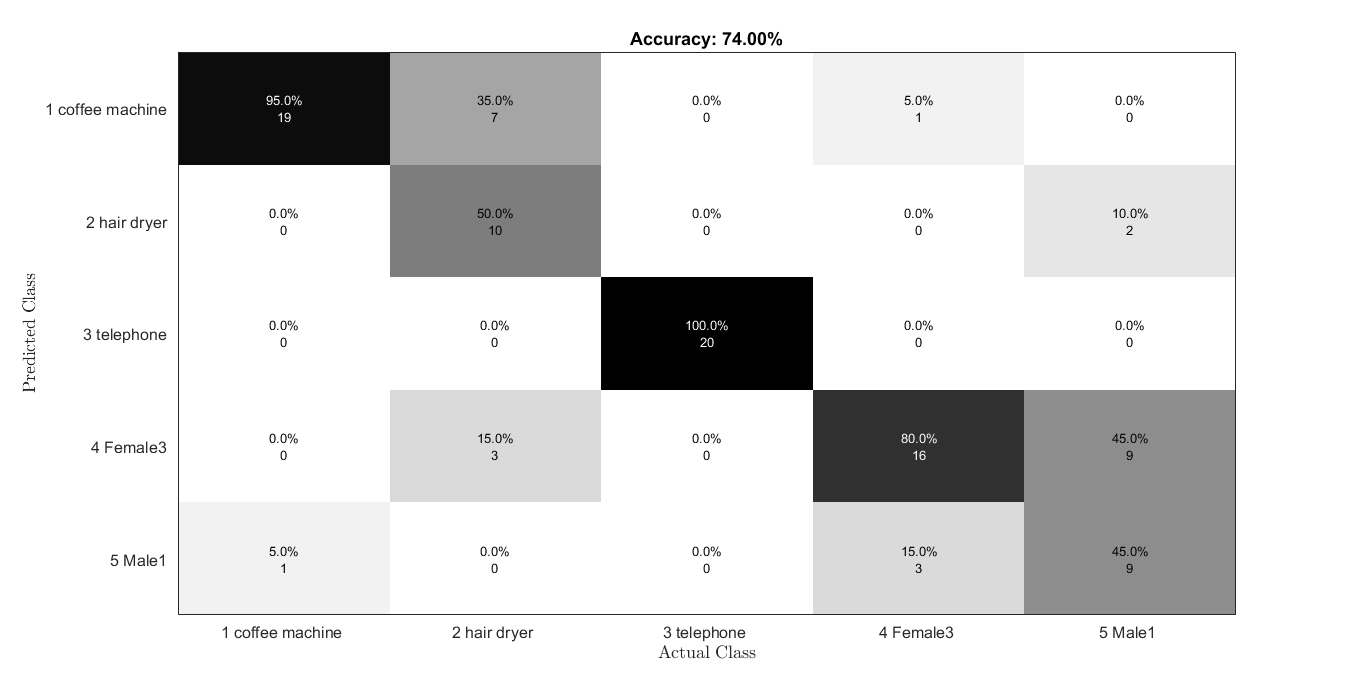 Accuracy: 74.00%
1 coffee machine
95.0% 35.0% 0.0% 5.0% 0.0%
19 7 0 1 0
2 hair dryer
0.0% 50.0% 0.0% 0.0% 10.0%
0 10 0 0 2
3 telephone
0.0% 0.0% 100.0% 0.0% 0.0%
0 0 20 0 0
4 Female3
0.0% 15.0% 0.0% 80.0% 45.0%
0 3 0 16 9
5 Male1
5.0% 0.0% 0.0% 15.0% 45.0%
1 0 0 3 9
Predicted Class
1 coffee machine 2 hair dryer 3 telephone 4 Female3 5 Male1
Actual Class